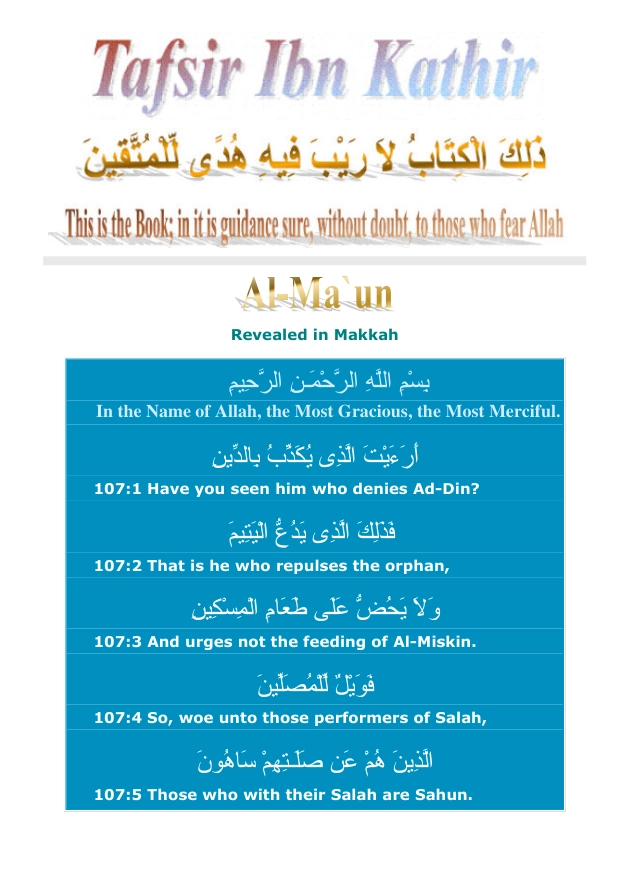 Tafsir Ibn Kathir
ذَلِكَ الْكِتَابُ لاَ رَيْبَ فِيهِ هُدًى لِّلْمُتَّقِينَ
This is the Book; in it is guidance sure, without doubt, to those who fear Allah
Al-Ma`un
Revealed in Makkah
بِسْمِ اللَّهِ الرَّحْمَـنِ الرَّحِيمِ
In the Name of Allah, the Most Gracious, the Most Merciful.
أَرَءَيْتَ الَّذِى يُكَذِّبُ بِالدِّينِ
107:1 Have you seen him who denies Ad-Din?
فَذَلِكَ الَّذِى يَدُعُّ الْيَتِيمَ
107:2 That is he who repulses the orphan,
وَلاَ يَحُضُّ عَلَى طَعَامِ الْمِسْكِينِ
107:3 And urges not the feeding of Al-Miskin.
فَوَيْلٌ لِّلْمُصَلِّينَ
107:4 So, woe unto those performers of Salah,
الَّذِينَ هُمْ عَن صَلَـتِهِمْ سَاهُونَ
107:5 Those who with their Salah are Sahun.